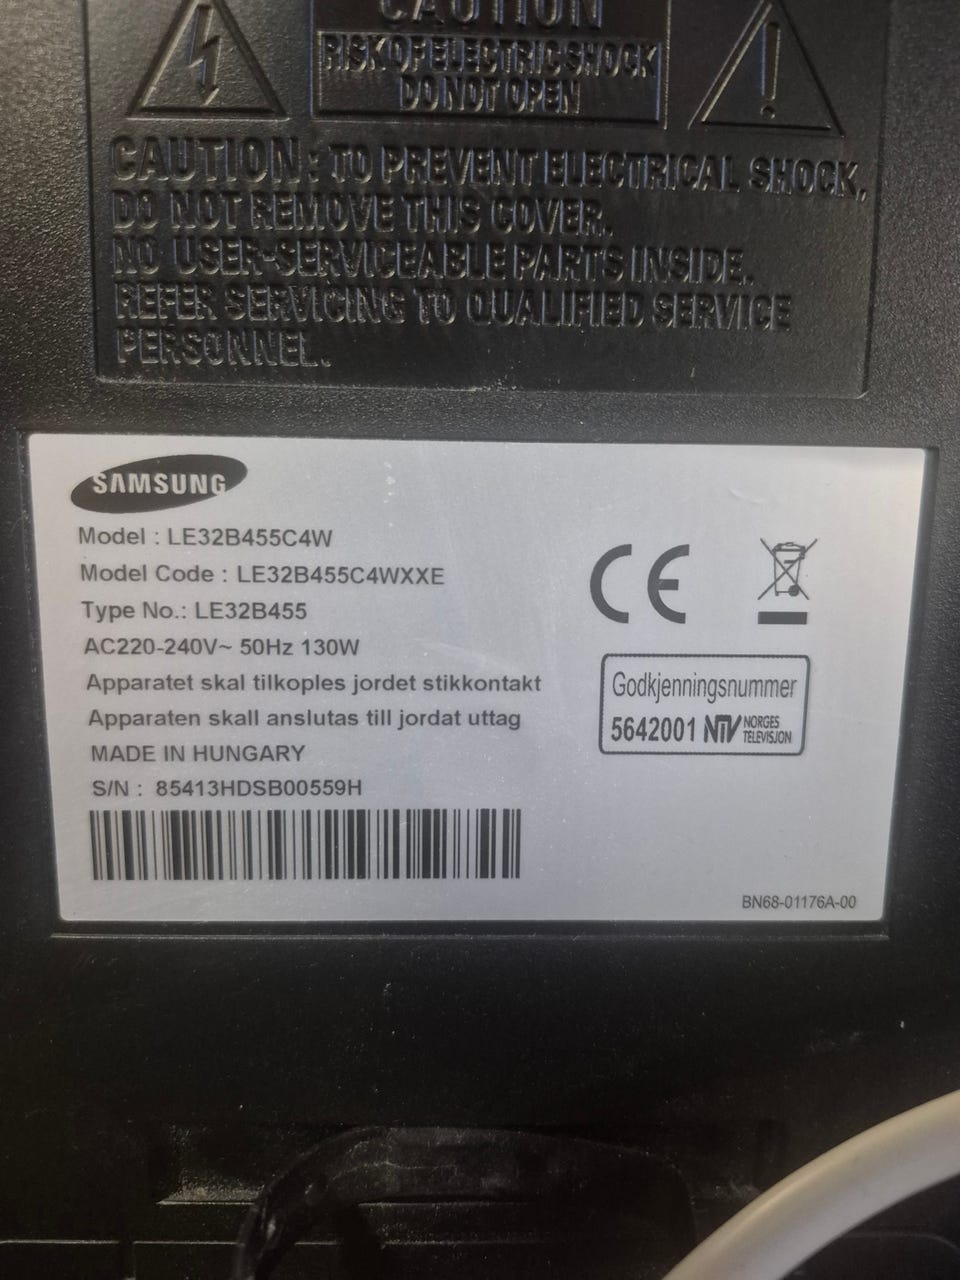 CAUTION
RISK OF ELECTRIC SHOCK
DO NOT OPEN
CAUTION : TO PREVENT ELECTRICAL SHOCK,
DO NOT REMOVE THIS COVER.
NO USER-SERVICEABLE PARTS INSIDE.
REFER SERVICING TO QUALIFIED SERVICE
PERSONNEL.
SAMSUNG
Model : LE32B455C4W
Model Code : LE32B455C4WXXE
Type No.: LE32B455
AC220-240V~ 50Hz 130W
Apparatet skal tilkoples jordet stikkontakt
Apparaten skall anslutas till jordat uttag
MADE IN HUNGARY
S/N : 85413HDSB00559H
CE
Godkjenningsnummer
5642001 NTV NORGES TELEVISJON
BN68-01176A-00